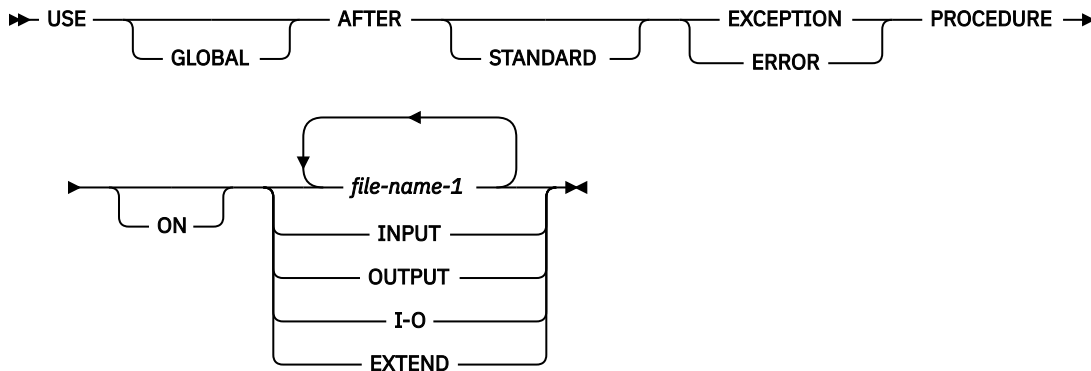 USE AFTER EXCEPTION PROCEDURE
GLOBAL STANDARD ERROR
file-name-1
ON INPUT
OUTPUT
I-O
EXTEND